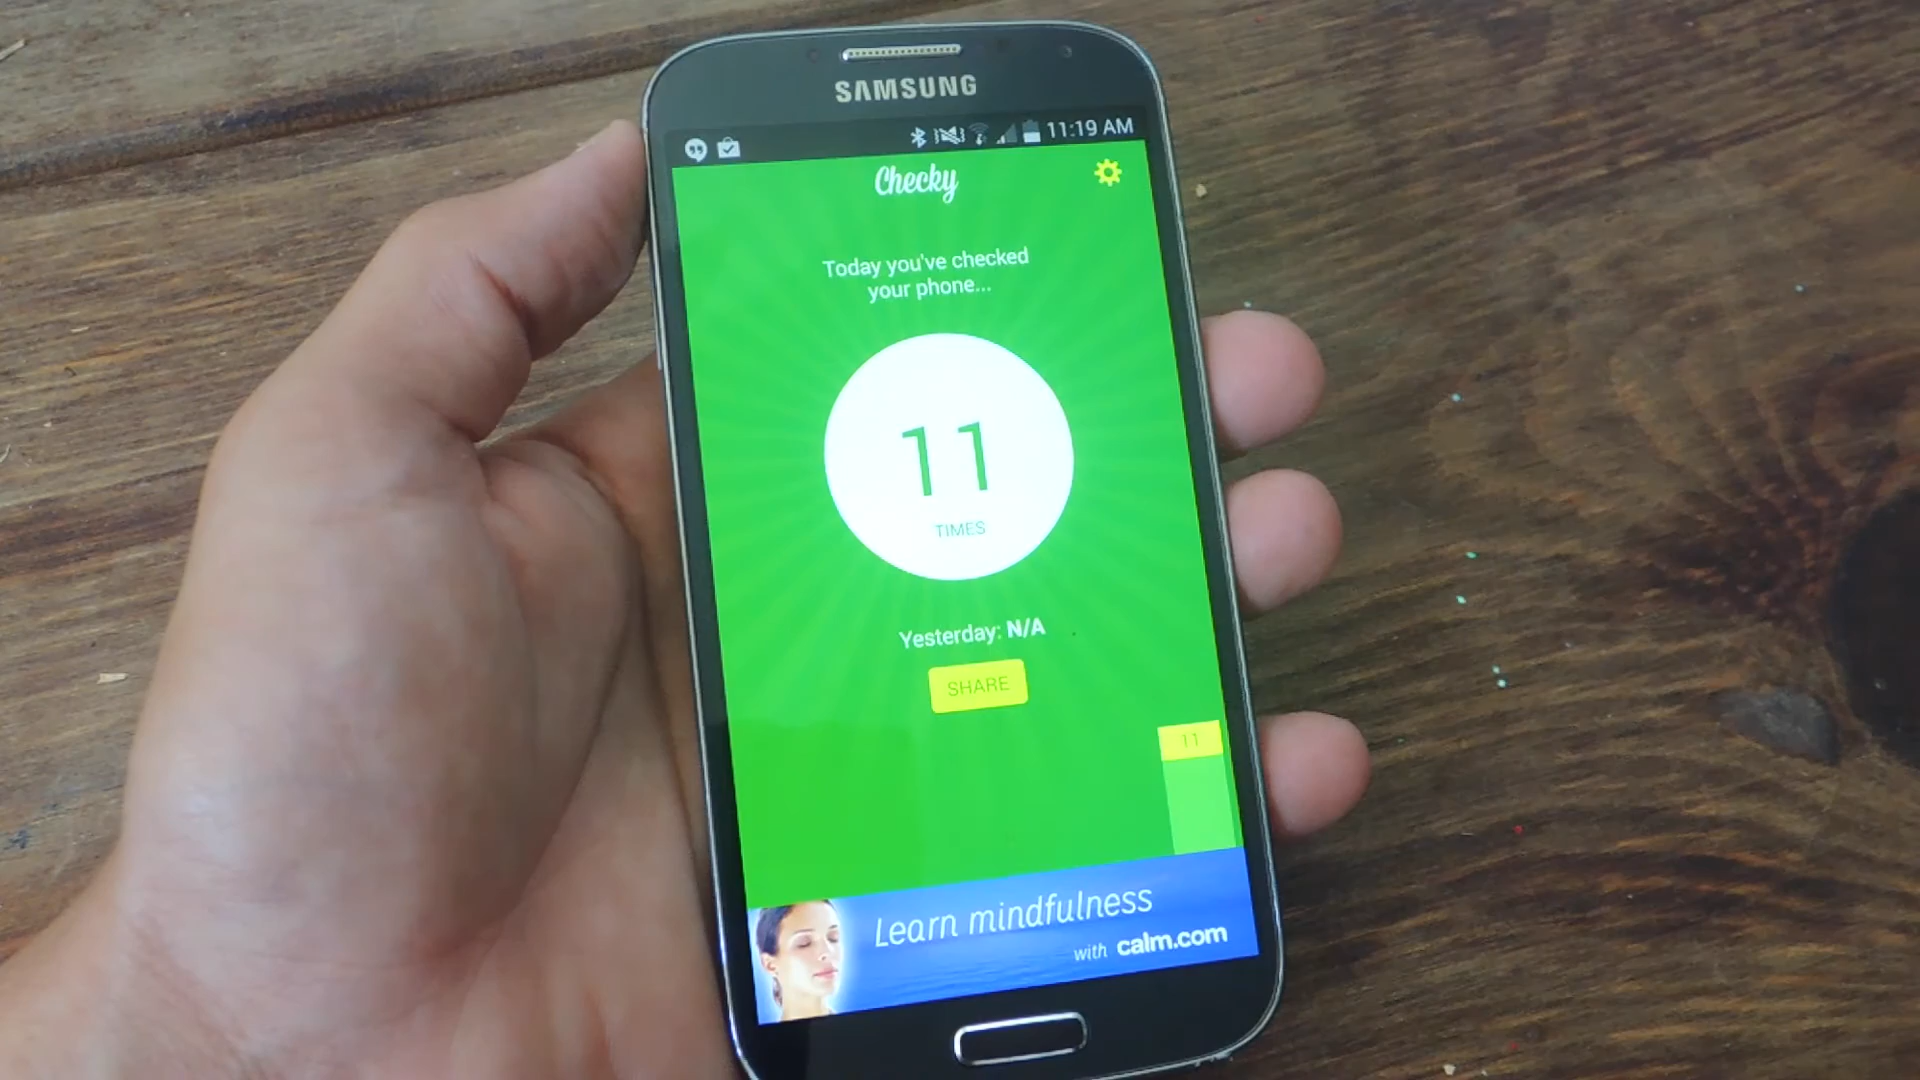 SAMSUNG
11:19 AM
Checky
Today you've checked
your phone...
11
TIMES
Yesterday: N/A
SHARE
11
Learn mindfulness
with calm.com